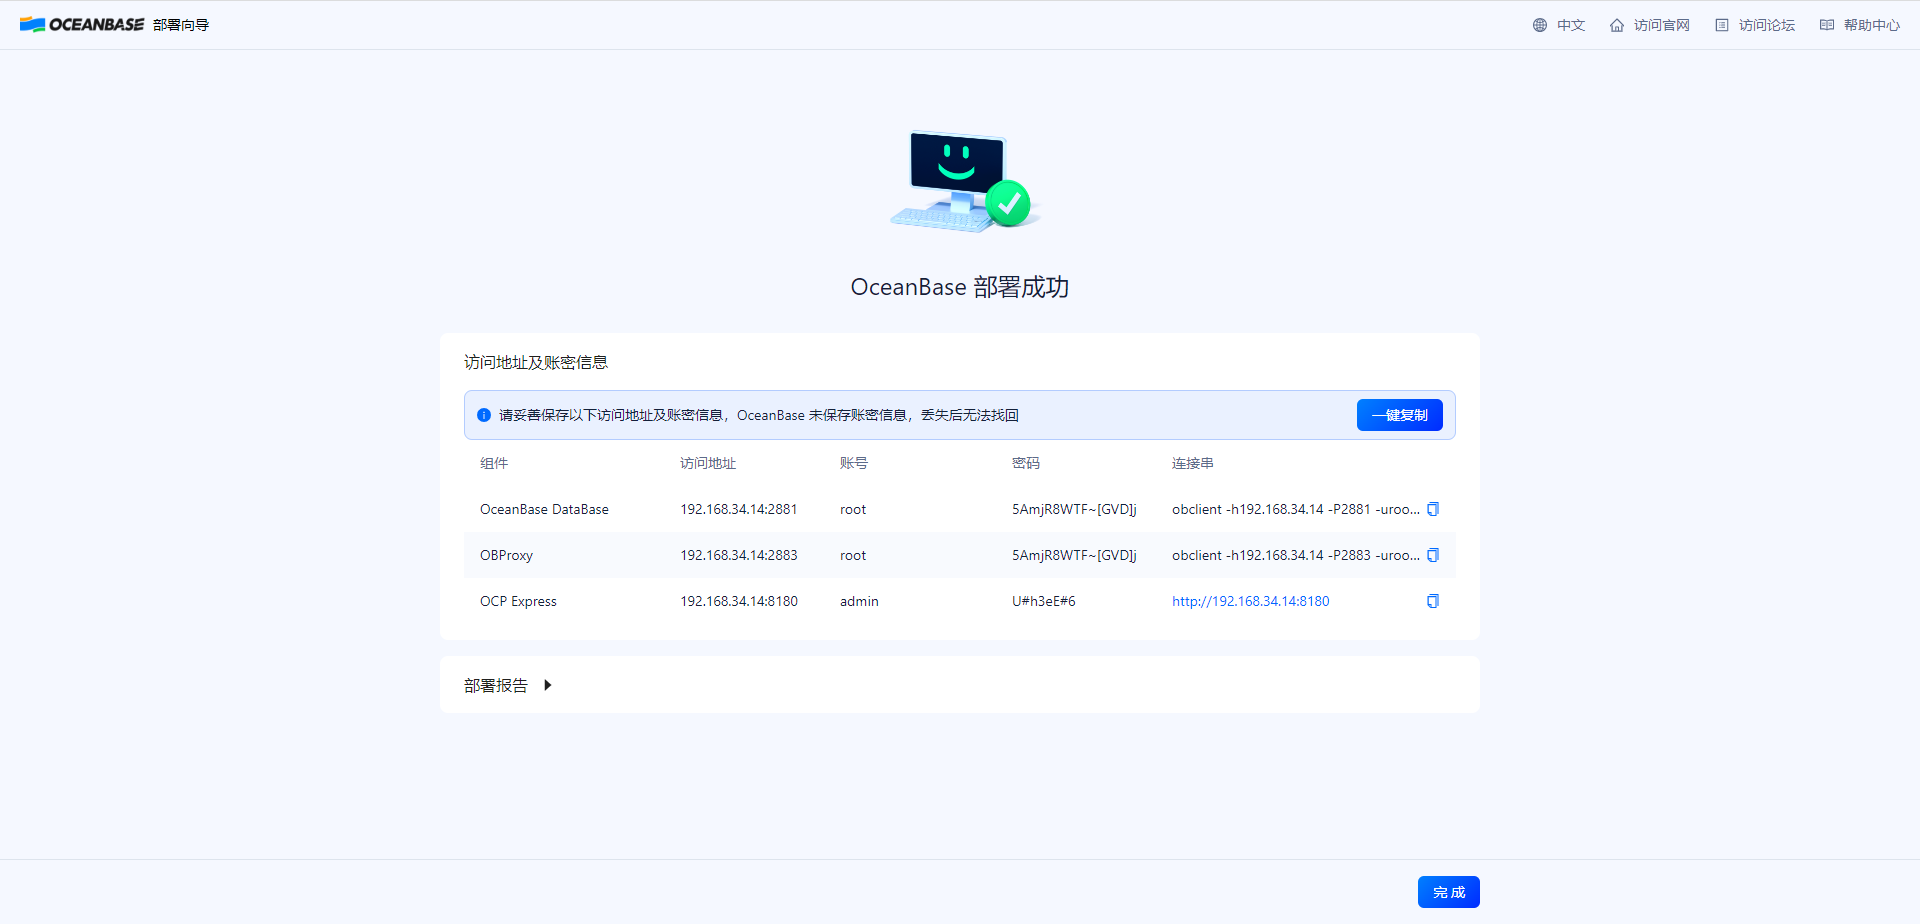 OCEANBASE 部署向导 中文 访问官网 访问论坛 帮助中心
OceanBase 部署成功
访问地址及账密信息
请妥善保存以下访问地址及账密信息，OceanBase 未保存账密信息，丢失后无法找回 一键复制
组件 访问地址 账号 密码 连接串
OceanBase DataBase 192.168.34.14:2881 root 5AmjR8WTF~[GVD]j obclient -h192.168.34.14 -P2881 -uroo...
OBProxy 192.168.34.14:2883 root 5AmjR8WTF~[GVD]j obclient -h192.168.34.14 -P2883 -uroo...
OCP Express 192.168.34.14:8180 admin U#h3eE#6 http://192.168.34.14:8180
部署报告
完成